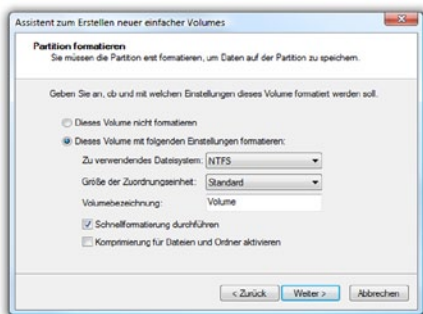 Assistent zum Erstellen neuer einfacher Volumes
Partition formatieren
Sie müssen die Partition erst formatieren, um Daten auf der Partition zu speichern.
Geben Sie an, ob und mit welchen Einstellungen dieses Volume formatiert werden soll.
Dieses Volume nicht formatieren
Dieses Volume mit folgenden Einstellungen formatieren:
Zu verwendendes Dateisystem: NTFS
Größe der Zuordnungseinheit: Standard
Volumebezeichnung: Volume
Schnellformatierung durchführen
Komprimierung für Dateien und Ordner aktivieren
< Zurück Weiter > Abbrechen